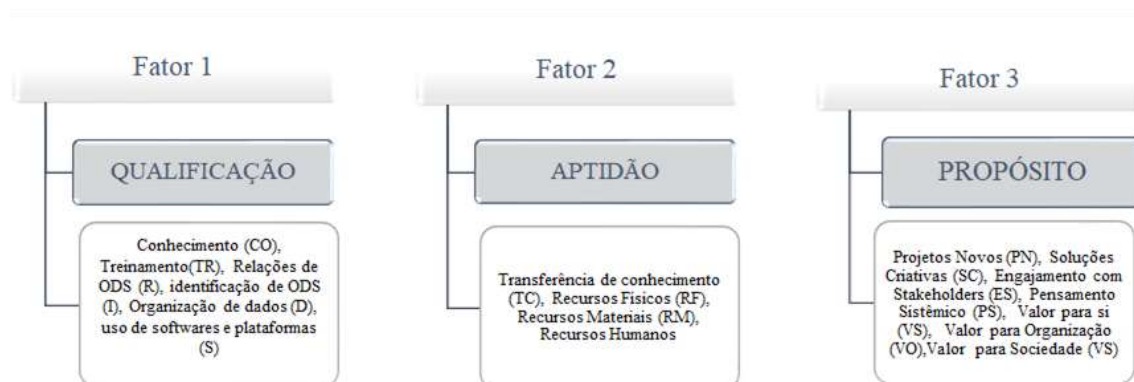 Fator 1
QUALIFICAÇÃO
Conhecimento (CO),
Treinamento(TR), Relações de
ODS (R), identificação de ODS
(I), Organização de dados (D),
uso de softwares e plataformas
(S)
Fator 2
APTIDÃO
Transferência de conhecimento
(TC), Recursos Físicos (RF),
Recursos Materiais (RM),
Recursos Humanos
Fator 3
PROPÓSITO
Projetos Novos (PN), Soluções
Criativas (SC), Engajamento com
Stakeholders (ES), Pensamento
Sistêmico (PS), Valor para si
(VS), Valor para Organização
(VO),Valor para Sociedade (VS)